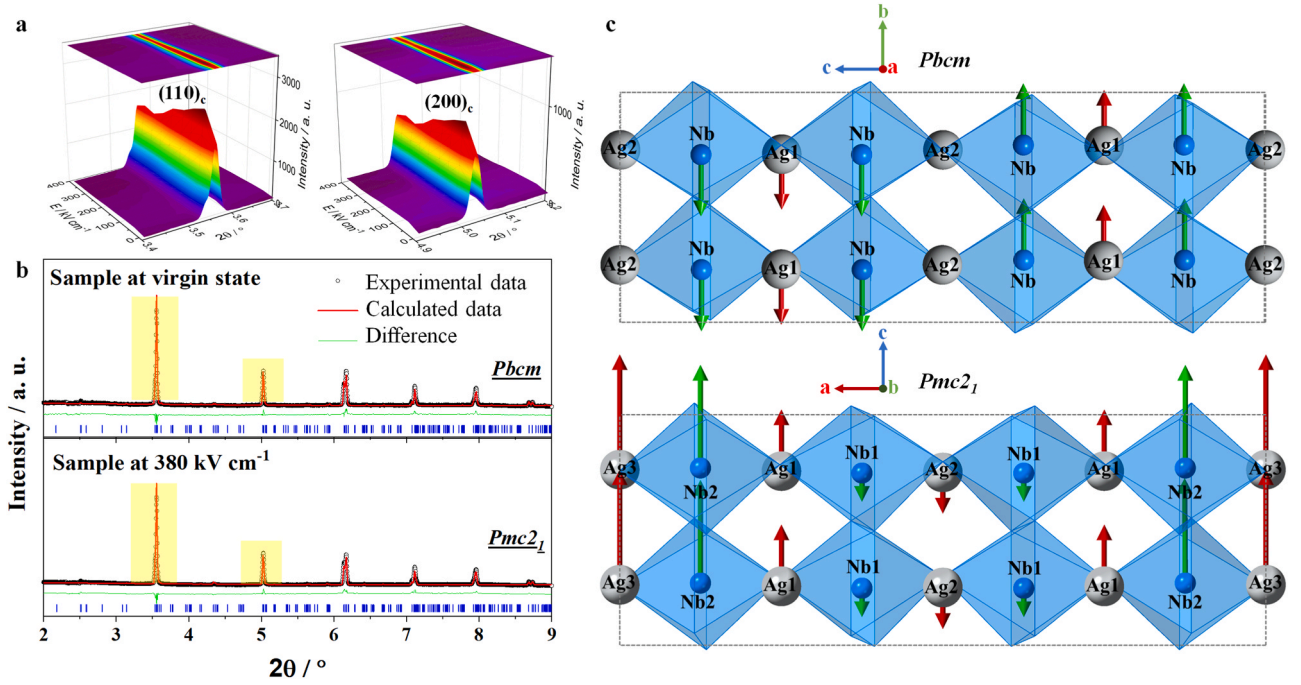 a
(110)c
3000
2000
1000
Intensity / a. u.
400
300
200
100
0
E / kV cm-1
3.4
3.5
3.6
3.7
2θ / °
(200)c
1000
Intensity / a. u.
400
300
200
100
0
E / kV cm-1
4.9
5.0
5.1
5.2
2θ / °
b
Sample at virgin state
Experimental data
Calculated data
Difference
Pbcm
Sample at 380 kV cm-1
Pmc21
Intensity / a. u.
2 3 4 5 6 7 8 9
2θ / °
c
b
c a
Pbcm
Ag2 Nb Ag1 Nb Ag2 Nb Ag1 Nb Ag2
Ag2 Nb Ag1 Nb Ag2 Nb Ag1 Nb Ag2
c
a b
Pmc21
Ag3 Nb2 Ag1 Nb1 Ag2 Nb1 Ag1 Nb2 Ag3
Ag3 Nb2 Ag1 Nb1 Ag2 Nb1 Ag1 Nb2 Ag3